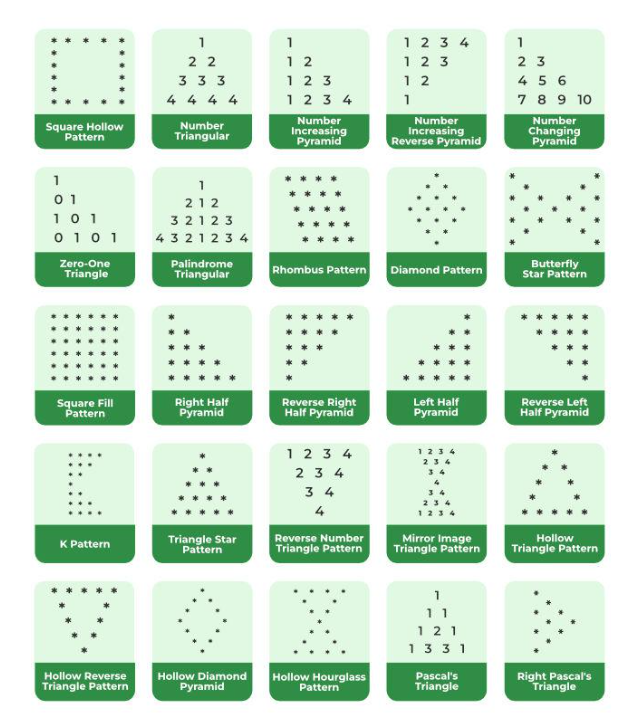 * * * * *
* *
* *
* *
* *
* * * * *
Square Hollow
Pattern
1
2 2
3 3 3
4 4 4 4
Number
Triangular
1
1 2
1 2 3
1 2 3 4
Number
Increasing
Pyramid
1 2 3 4
1 2 3
1 2
1
Number
Increasing
Reverse Pyramid
1
2 3
4 5 6
7 8 9 10
Number
Changing
Pyramid
1
0 1
1 0 1
0 1 0 1
Zero-One
Triangle
1
2 1 2
3 2 1 2 3
4 3 2 1 2 3 4
Palindrome
Triangular
* * * *
* * * *
* * * *
* * * *
* * * *
Rhombus Pattern
*
* *
* * *
* * * *
* * *
* *
*
Diamond Pattern
* *
* *
* * * *
* * *
* * * *
* *
* *
Butterfly
Star Pattern
* * * * * *
* * * * * *
* * * * * *
* * * * * *
* * * * * *
* * * * * *
Square Fill
Pattern
*
* *
* * *
* * * *
* * * * *
Right Half
Pyramid
* * * * *
* * * *
* * *
* *
*
Reverse Right
Half Pyramid
*
* *
* * *
* * * *
* * * * *
Left Half
Pyramid
* * * * *
* * * *
* * *
* *
*
Reverse Left
Half Pyramid
* * * *
* * *
* *
*
* *
* * *
* * * *
K Pattern
*
* *
* * *
* * * *
* * * * *
Triangle Star
Pattern
1 2 3 4
2 3 4
3 4
4
Reverse Number
Triangle Pattern
1 2 3 4
2 3 4
3 4
4
3 4
2 3 4
1 2 3 4
Mirror Image
Triangle Pattern
*
* *
* *
* *
* * * * *
Hollow
Triangle Pattern
* * * * *
* *
* *
* *
*
Hollow Reverse
Triangle Pattern
*
* *
* *
* *
* *
* *
*
Hollow Diamond
Pyramid
* * * *
* *
* *
*
* *
* *
* * * *
Hollow Hourglass
Pattern
1
1 1
1 2 1
1 3 3 1
Pascal's
Triangle
*
*
* *
* *
* *
*
*
Right Pascal's
Triangle